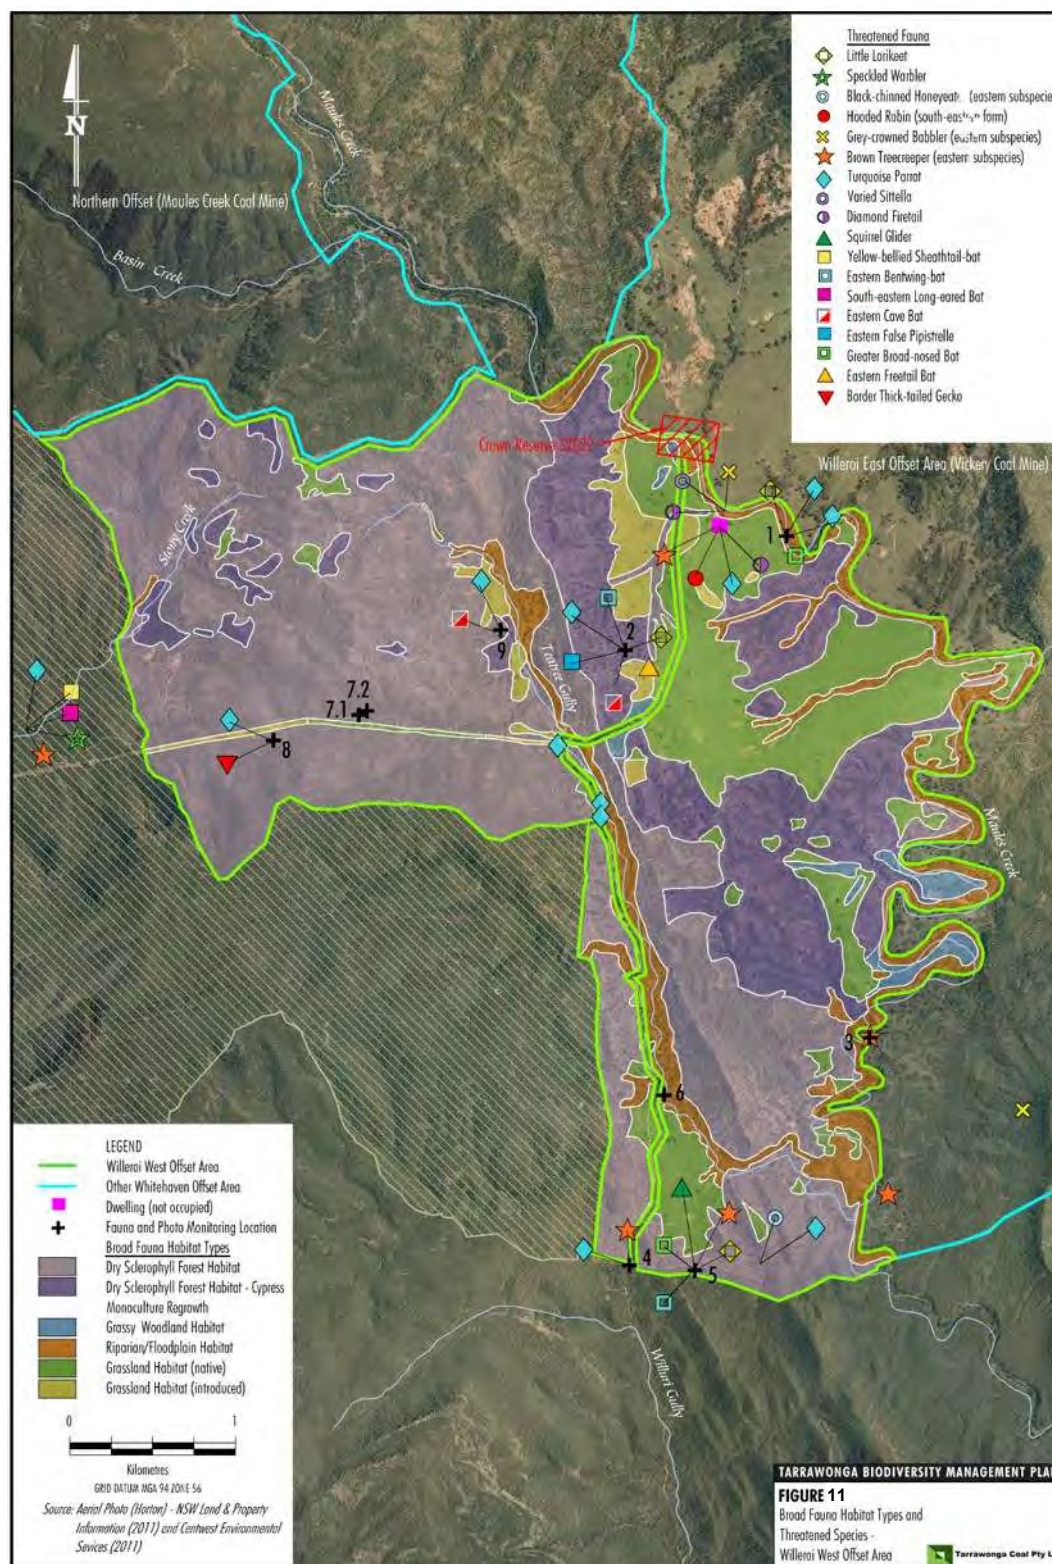 Threatened Fauna
Little Lorikeet
Speckled Warbler
Black-chinned Honeyeat (eastern subspecie
Hooded Robin (south-eastern form)
Grey-crowned Babbler (eastern subspecies)
Brown Treecreeper (eastern subspecies)
Turquoise Parrot
Varied Sittella
Diamond Firetail
Squirrel Glider
Yellow-bellied Sheathtail-bat
Eastern Bentwing-bat
South-eastern Long-eared Bat
Eastern Cave Bat
Eastern False Pipistrelle
Greater Broad-nosed Bat
Eastern Freetail Bat
Border Thick-tailed Gecko
N
Maules Creek
Northern Offset (Maules Creek Coal Mine)
Basin Creek
Crown Reserve
Willeroi East Offset Area (Vickery Coal Mine)
Stony Creek
1
2
9
Teatree Gully
7.2
7.1
8
Maules Creek
3
6
4
5
Willuri Gully
LEGEND
Willeroi West Offset Area
Other Whitehaven Offset Area
Dwelling (not occupied)
Fauna and Photo Monitoring Location
Broad Fauna Habitat Types
Dry Sclerophyll Forest Habitat
Dry Sclerophyll Forest Habitat - Cypress
Monoculture Regrowth
Grassy Woodland Habitat
Riparian/Floodplain Habitat
Grassland Habitat (native)
Grassland Habitat (introduced)
0 1
Kilometres
GRID DATUM MGA 94 ZONE 56
Source: Aerial Photo (Horton) - NSW Land & Property
Information (2011) and Centwest Environmental
Sevices (2011)
TARRAWONGA BIODIVERSITY MANAGEMENT PLA
FIGURE 11
Broad Fauna Habitat Types and
Threatened Species -
Willeroi West Offset Area
Tarrawonga Coal Pty L